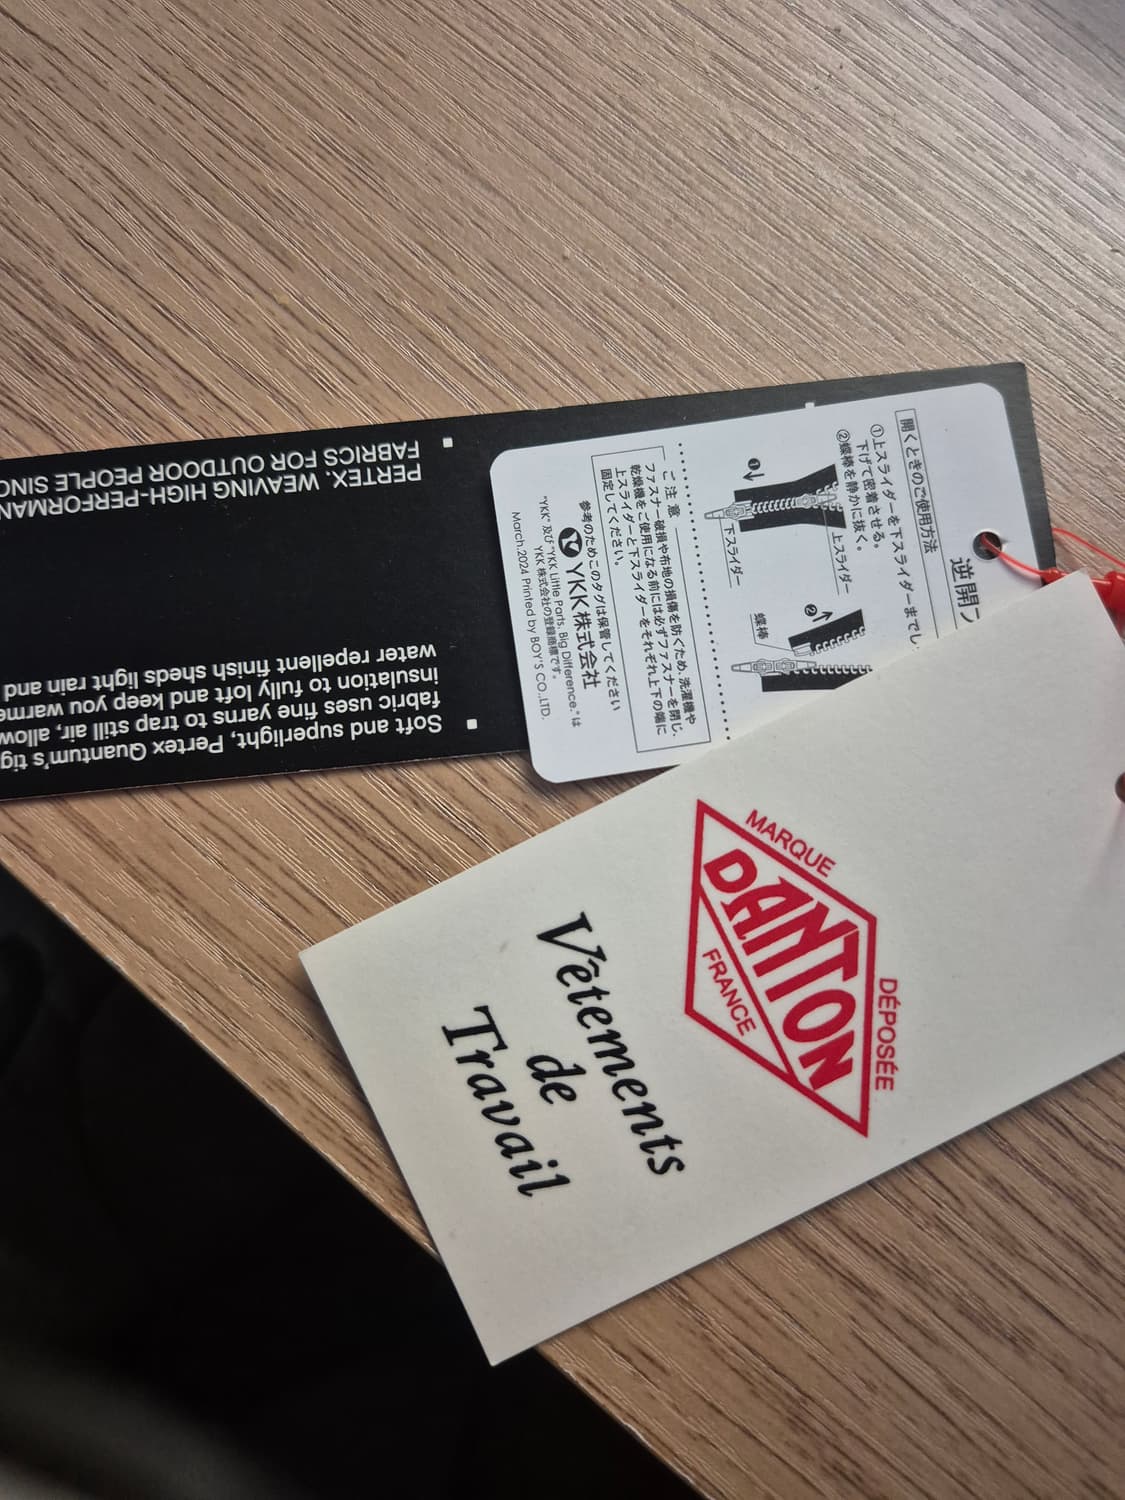 PERTEX. WEAVING HIGH-PERFORMAN
FABRICS FOR OUTDOOR PEOPLE SINC
Soft and superlight, Pertex Quantum's tig
fabric uses fine yarns to trap still air, allow
insulation to fully loft and keep you warme
water repellent finish sheds light rain and
逆開フ
開くときのご使用方法
①上スライダーを下スライダーまでし
下げて密着させる。
②蝶棒を静かに抜く。
❶
上スライダー
下スライダー
❷
蝶棒
ご注意
ファスナー破損や布地の損傷を防ぐため、洗濯機や
乾燥機をご使用になる前には必ずファスナーを閉じ、
上スライダーと下スライダーをそれぞれ上下の端に
固定してください。
参考のためこのタグは保管してください
YKK株式会社
"YKK" 及び "YKK Little Parts. Big Difference." は
YKK 株式会社の登録商標です。
March.2024 Printed by BOY'S CO.,LTD.
MARQUE
DÉPOSÉE
DANTON
FRANCE
Vêtements
de
Travail